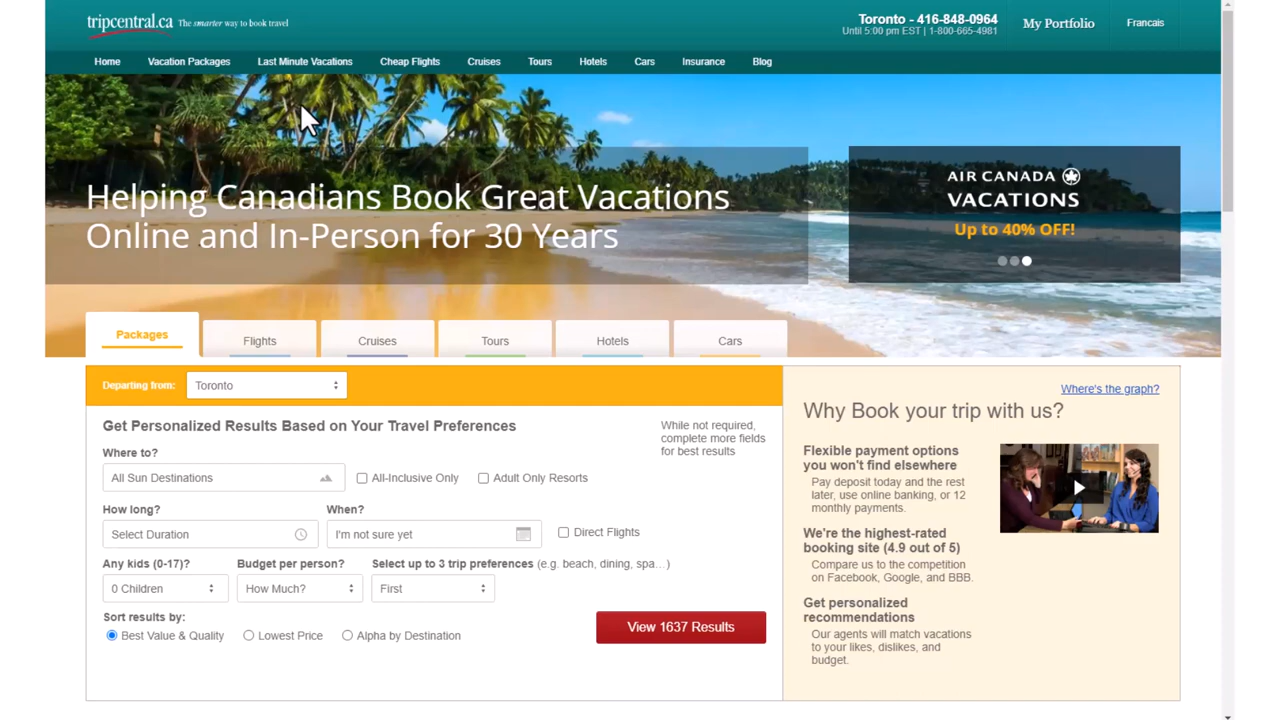 tripcentral.ca The smarter way to book travel
Toronto - 416-848-0964
Until 5:00 pm EST | 1-800-665-4981
My Portfolio
Francais
Home Vacation Packages Last Minute Vacations Cheap Flights Cruises Tours Hotels Cars Insurance Blog
Helping Canadians Book Great Vacations
Online and In-Person for 30 Years
AIR CANADA
VACATIONS
Up to 40% OFF!
Packages Flights Cruises Tours Hotels Cars
Departing from: Toronto
Get Personalized Results Based on Your Travel Preferences
While not required,
complete more fields
for best results
Where to?
All Sun Destinations All-Inclusive Only Adult Only Resorts
How long? When?
Select Duration I'm not sure yet Direct Flights
Any kids (0-17)? Budget per person? Select up to 3 trip preferences (e.g. beach, dining, spa...)
0 Children How Much? First
Sort results by:
Best Value & Quality Lowest Price Alpha by Destination
View 1637 Results
Where's the graph?
Why Book your trip with us?
Flexible payment options
you won't find elsewhere
Pay deposit today and the rest
later, use online banking, or 12
monthly payments.
We're the highest-rated
booking site (4.9 out of 5)
Compare us to the competition
on Facebook, Google, and BBB.
Get personalized
recommendations
Our agents will match vacations
to your likes, dislikes, and
budget.